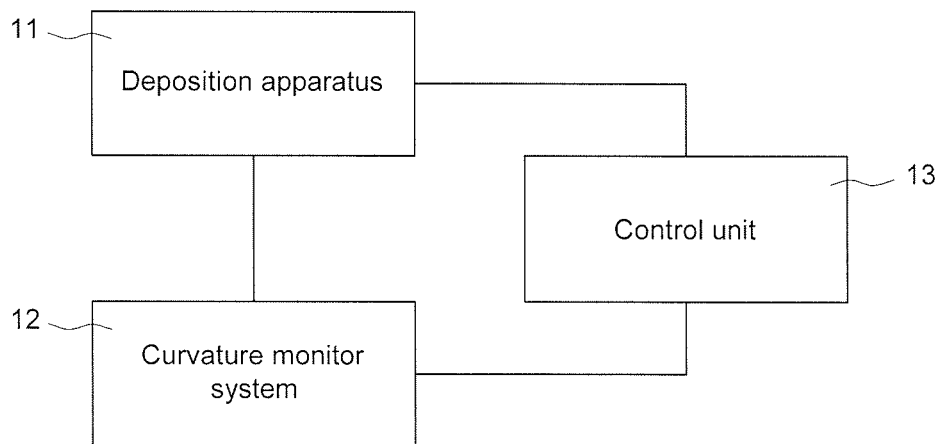 11
Deposition apparatus
13
Control unit
12
Curvature monitor
system